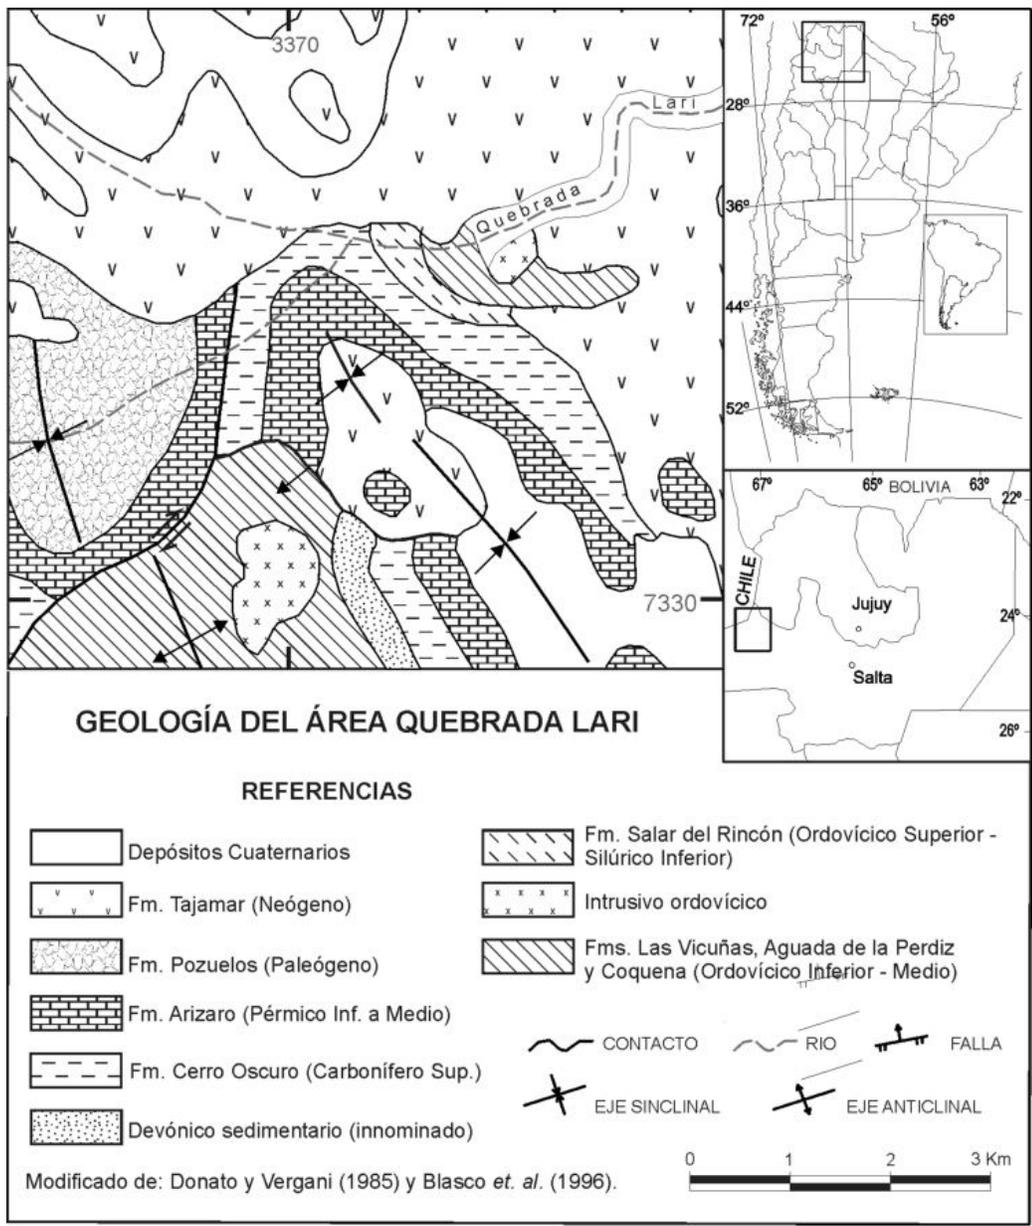 3370
Lari
Quebrada
7330
72º
56º
28º
36º
44º
52º
67º
65º
BOLIVIA
63º
22º
CHILE
Jujuy
24º
Salta
26º
GEOLOGÍA DEL ÁREA QUEBRADA LARI
REFERENCIAS
Depósitos Cuaternarios
Fm. Tajamar (Neógeno)
Fm. Pozuelos (Paleógeno)
Fm. Arizaro (Pérmico Inf. a Medio)
Fm. Cerro Oscuro (Carbonífero Sup.)
Devónico sedimentario (innominado)
Fm. Salar del Rincón (Ordovícico Superior -
Silúrico Inferior)
Intrusivo ordovícico
Fms. Las Vicuñas, Aguada de la Perdiz
y Coquena (Ordovícico Inferior - Medio)
CONTACTO
RIO
FALLA
EJE SINCLINAL
EJE ANTICLINAL
0 1 2 3 Km
Modificado de: Donato y Vergani (1985) y Blasco et. al. (1996).